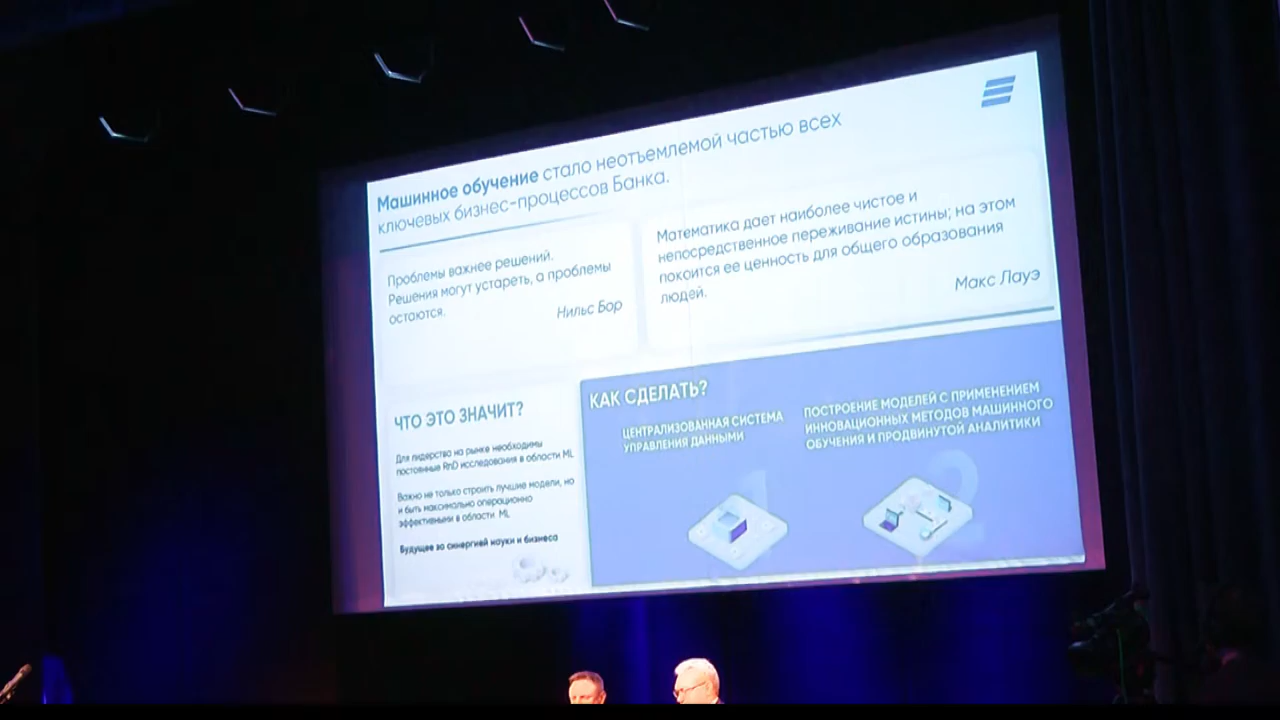 Машинное обучение стало неотъемлемой частью всех
ключевых бизнес-процессов Банка.
Проблемы важнее решений.
Решения могут устареть, а проблемы
остаются.
Нильс Бор
Математика дает наиболее чистое и
непосредственное переживание истины; на этом
покоится ее ценность для общего образования
людей.
Макс Лауэ
ЧТО ЭТО ЗНАЧИТ?
Для лидерства на рынке необходимы
постоянные RnD исследования в области ML
Важно не только строить лучшие модели, но
и быть максимально операционно
эффективными в области ML
Будущее за синергией науки и бизнеса
КАК СДЕЛАТЬ?
ЦЕНТРАЛИЗОВАННАЯ СИСТЕМА
УПРАВЛЕНИЯ ДАННЫМИ
1
ПОСТРОЕНИЕ МОДЕЛЕЙ С ПРИМЕНЕНИЕМ
ИННОВАЦИОННЫХ МЕТОДОВ МАШИННОГО
ОБУЧЕНИЯ И ПРОДВИНУТОЙ АНАЛИТИКИ
2